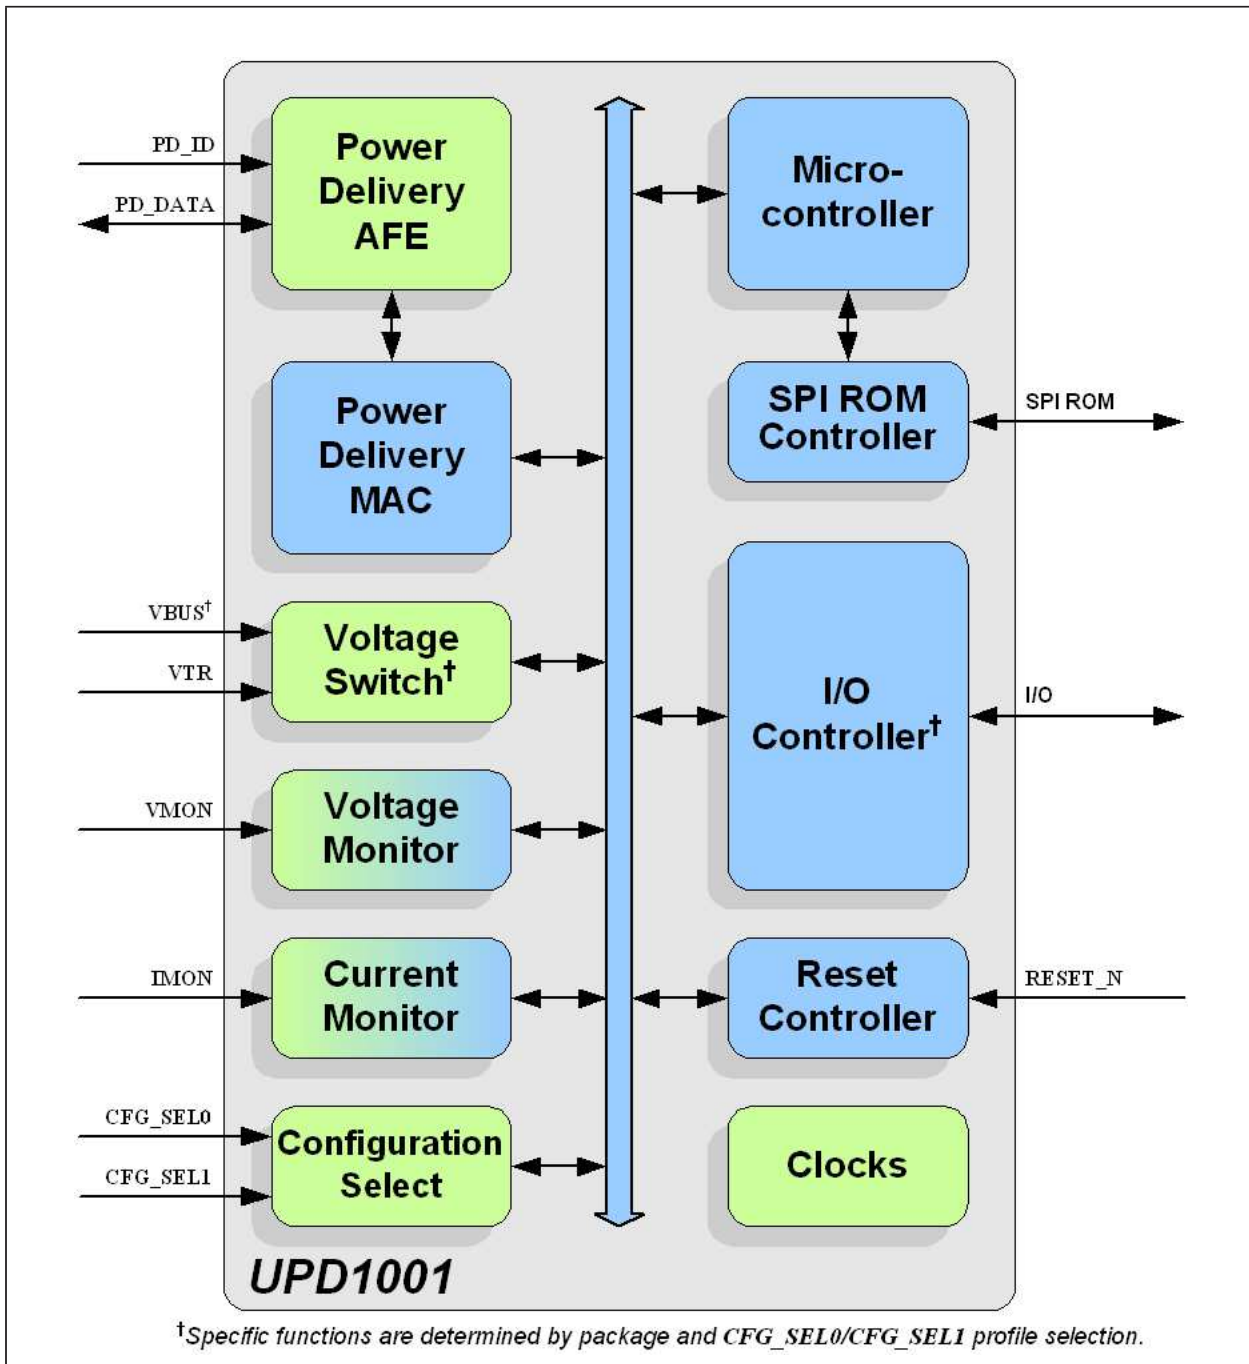 PD_ID
PD_DATA
Power
Delivery
AFE
Micro-
controller
Power
Delivery
MAC
SPI ROM
Controller
SPI ROM
VBUS†
VTR
Voltage
Switch†
I/O
Controller†
I/O
VMON
Voltage
Monitor
IMON
Current
Monitor
Reset
Controller
RESET_N
CFG_SEL0
CFG_SEL1
Configuration
Select
Clocks
UPD1001
†Specific functions are determined by package and CFG_SEL0/CFG_SEL1 profile selection.